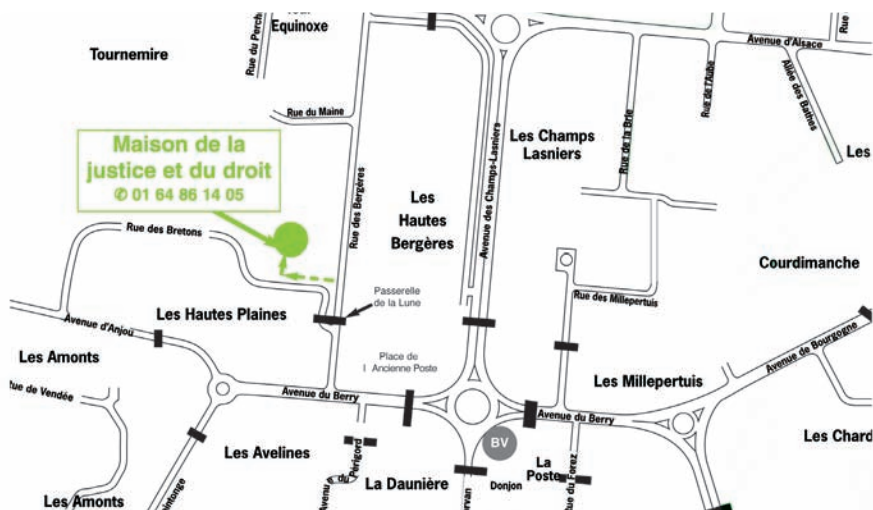 Equinoxe
Rue du Perche
Tournemire
Avenue d'Alsace
Rue du Maine
Rue de l'Aube
Allée des Bathes
Maison de la
justice et du droit
✆ 01 64 86 14 05
Les Champs
Lasniers
Rue de la Brie
Les
Rue des Bergères
Les
Hautes
Bergères
Avenue des Champs-Lasniers
Rue des Bretons
Courdimanche
Passerelle
de la Lune
Rue des Millepertuis
Les Hautes Plaines
Avenue d'Anjou
Avenue de Bourgogne
Les Amonts
Place de
l Ancienne Poste
Les Millepertuis
Rue de Vendée
Avenue du Berry
Avenue du Berry
Les Chard
BV
Les Avelines
du Périgord
Avenu
La Daunière
La
Poste
Donjon
Rue du Forez
Les Amonts
intonge
rvan